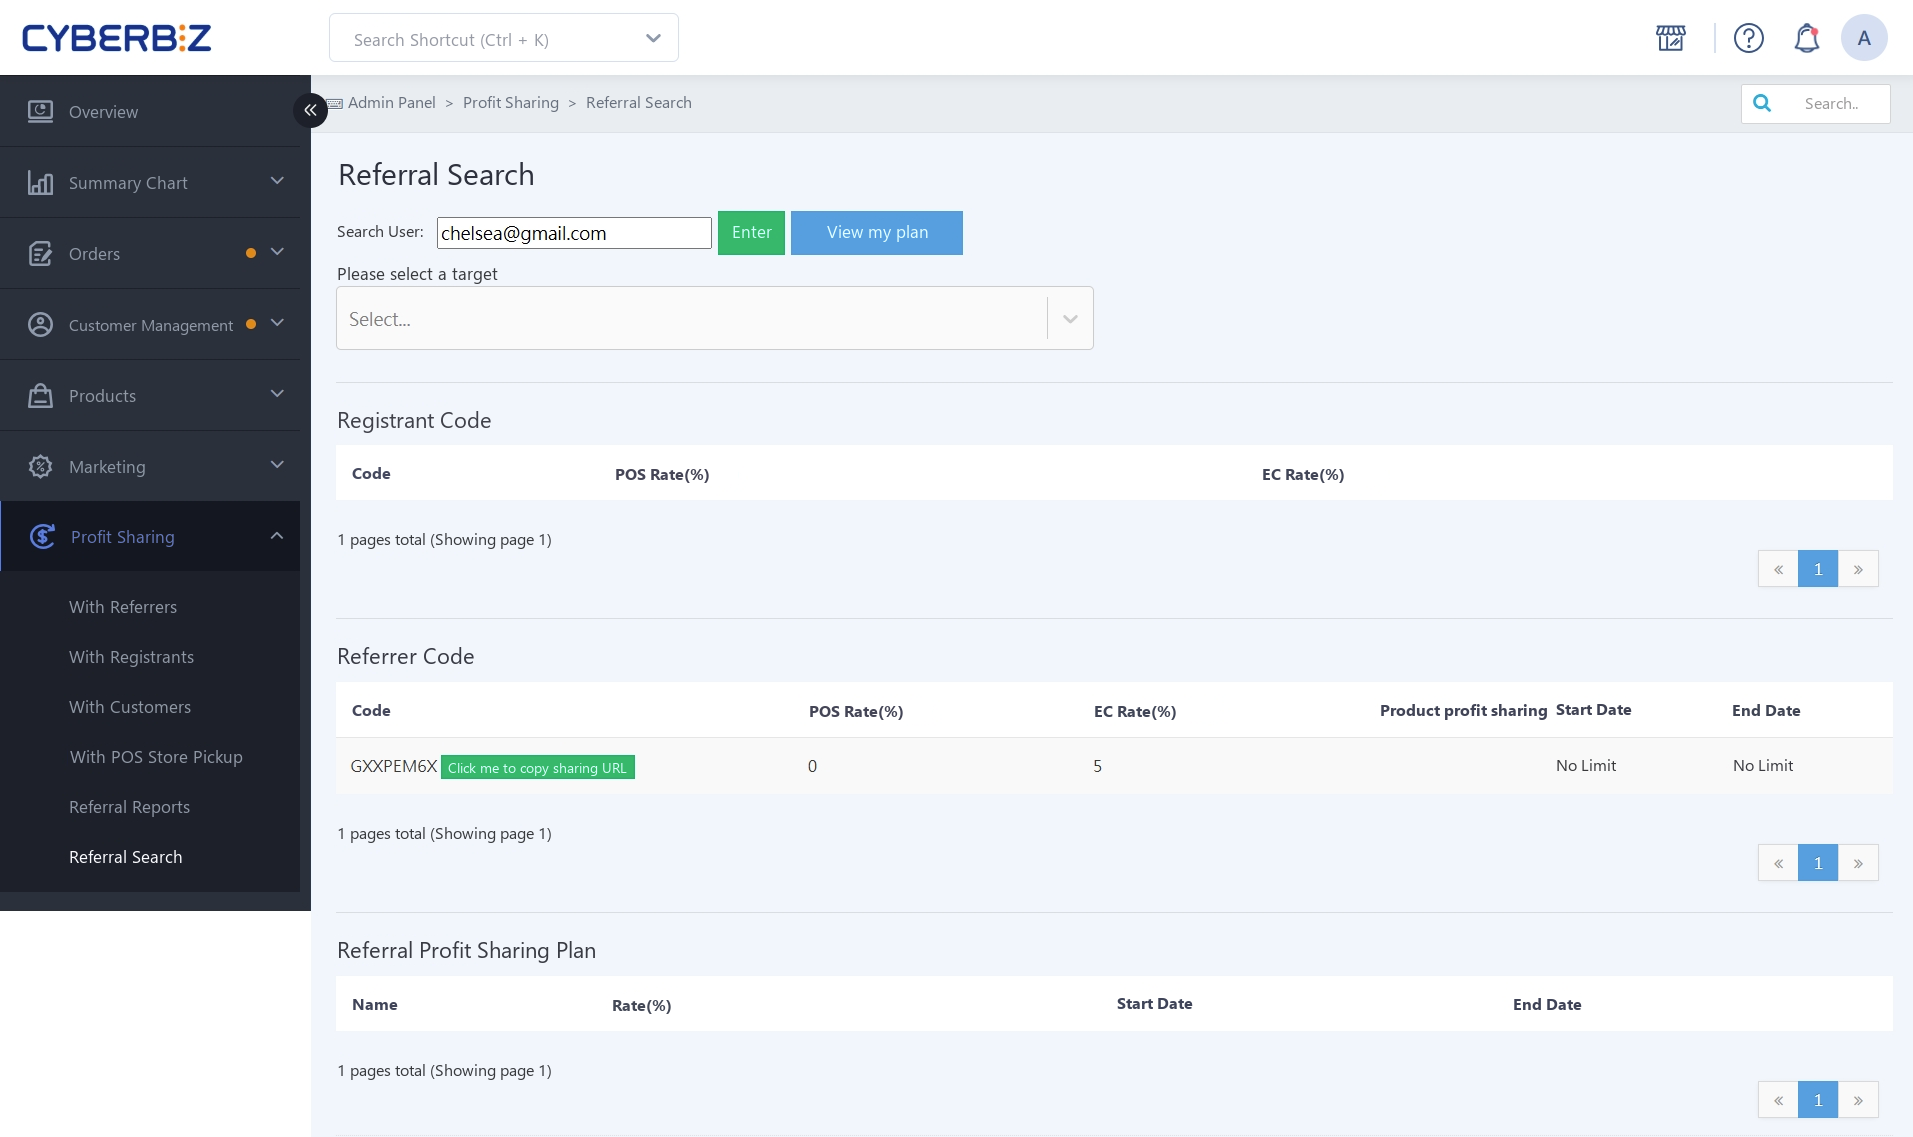 CYBERBIZ
Search Shortcut (Ctrl + K)
A
Overview
Summary Chart
Orders
Customer Management
Products
Marketing
Profit Sharing
With Referrers
With Registrants
With Customers
With POS Store Pickup
Referral Reports
Referral Search
Admin Panel > Profit Sharing > Referral Search
Search..
Referral Search
Search User: chelsea@gmail.com Enter View my plan
Please select a target
Select...
Registrant Code
Code POS Rate(%) EC Rate(%)
1 pages total (Showing page 1)
« 1 »
Referrer Code
Code POS Rate(%) EC Rate(%) Product profit sharing Start Date End Date
GXXPEM6X Click me to copy sharing URL 0 5 No Limit No Limit
1 pages total (Showing page 1)
« 1 »
Referral Profit Sharing Plan
Name Rate(%) Start Date End Date
1 pages total (Showing page 1)
« 1 »